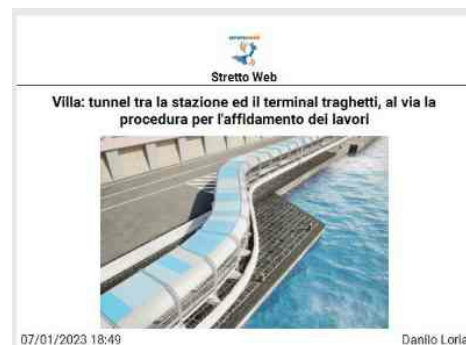 Stretto Web
Villa: tunnel tra la stazione ed il terminal traghetti, al via la
procedura per l'affidamento dei lavori
07/01/2023 18:49
Danilo Loria